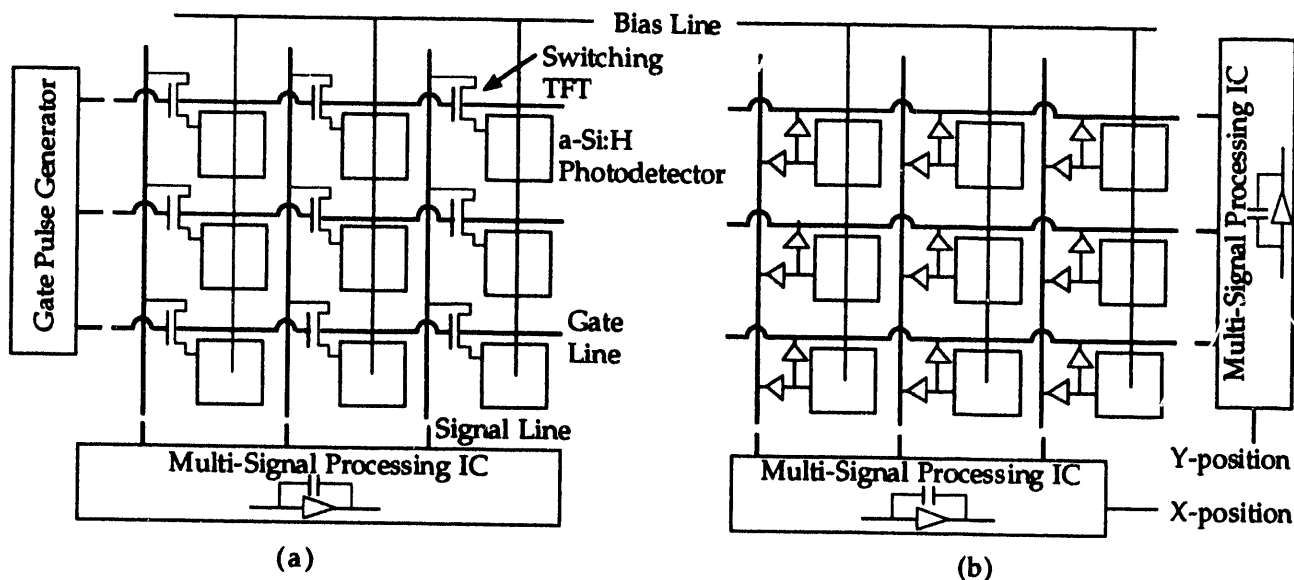 Bias Line
Switching
TFT
a-Si:H
Photodetector
Gate Pulse Generator
Gate
Line
Signal Line
Multi-Signal Processing IC
(a)
Multi-Signal Processing IC
Y-position
Multi-Signal Processing IC
X-position
(b)